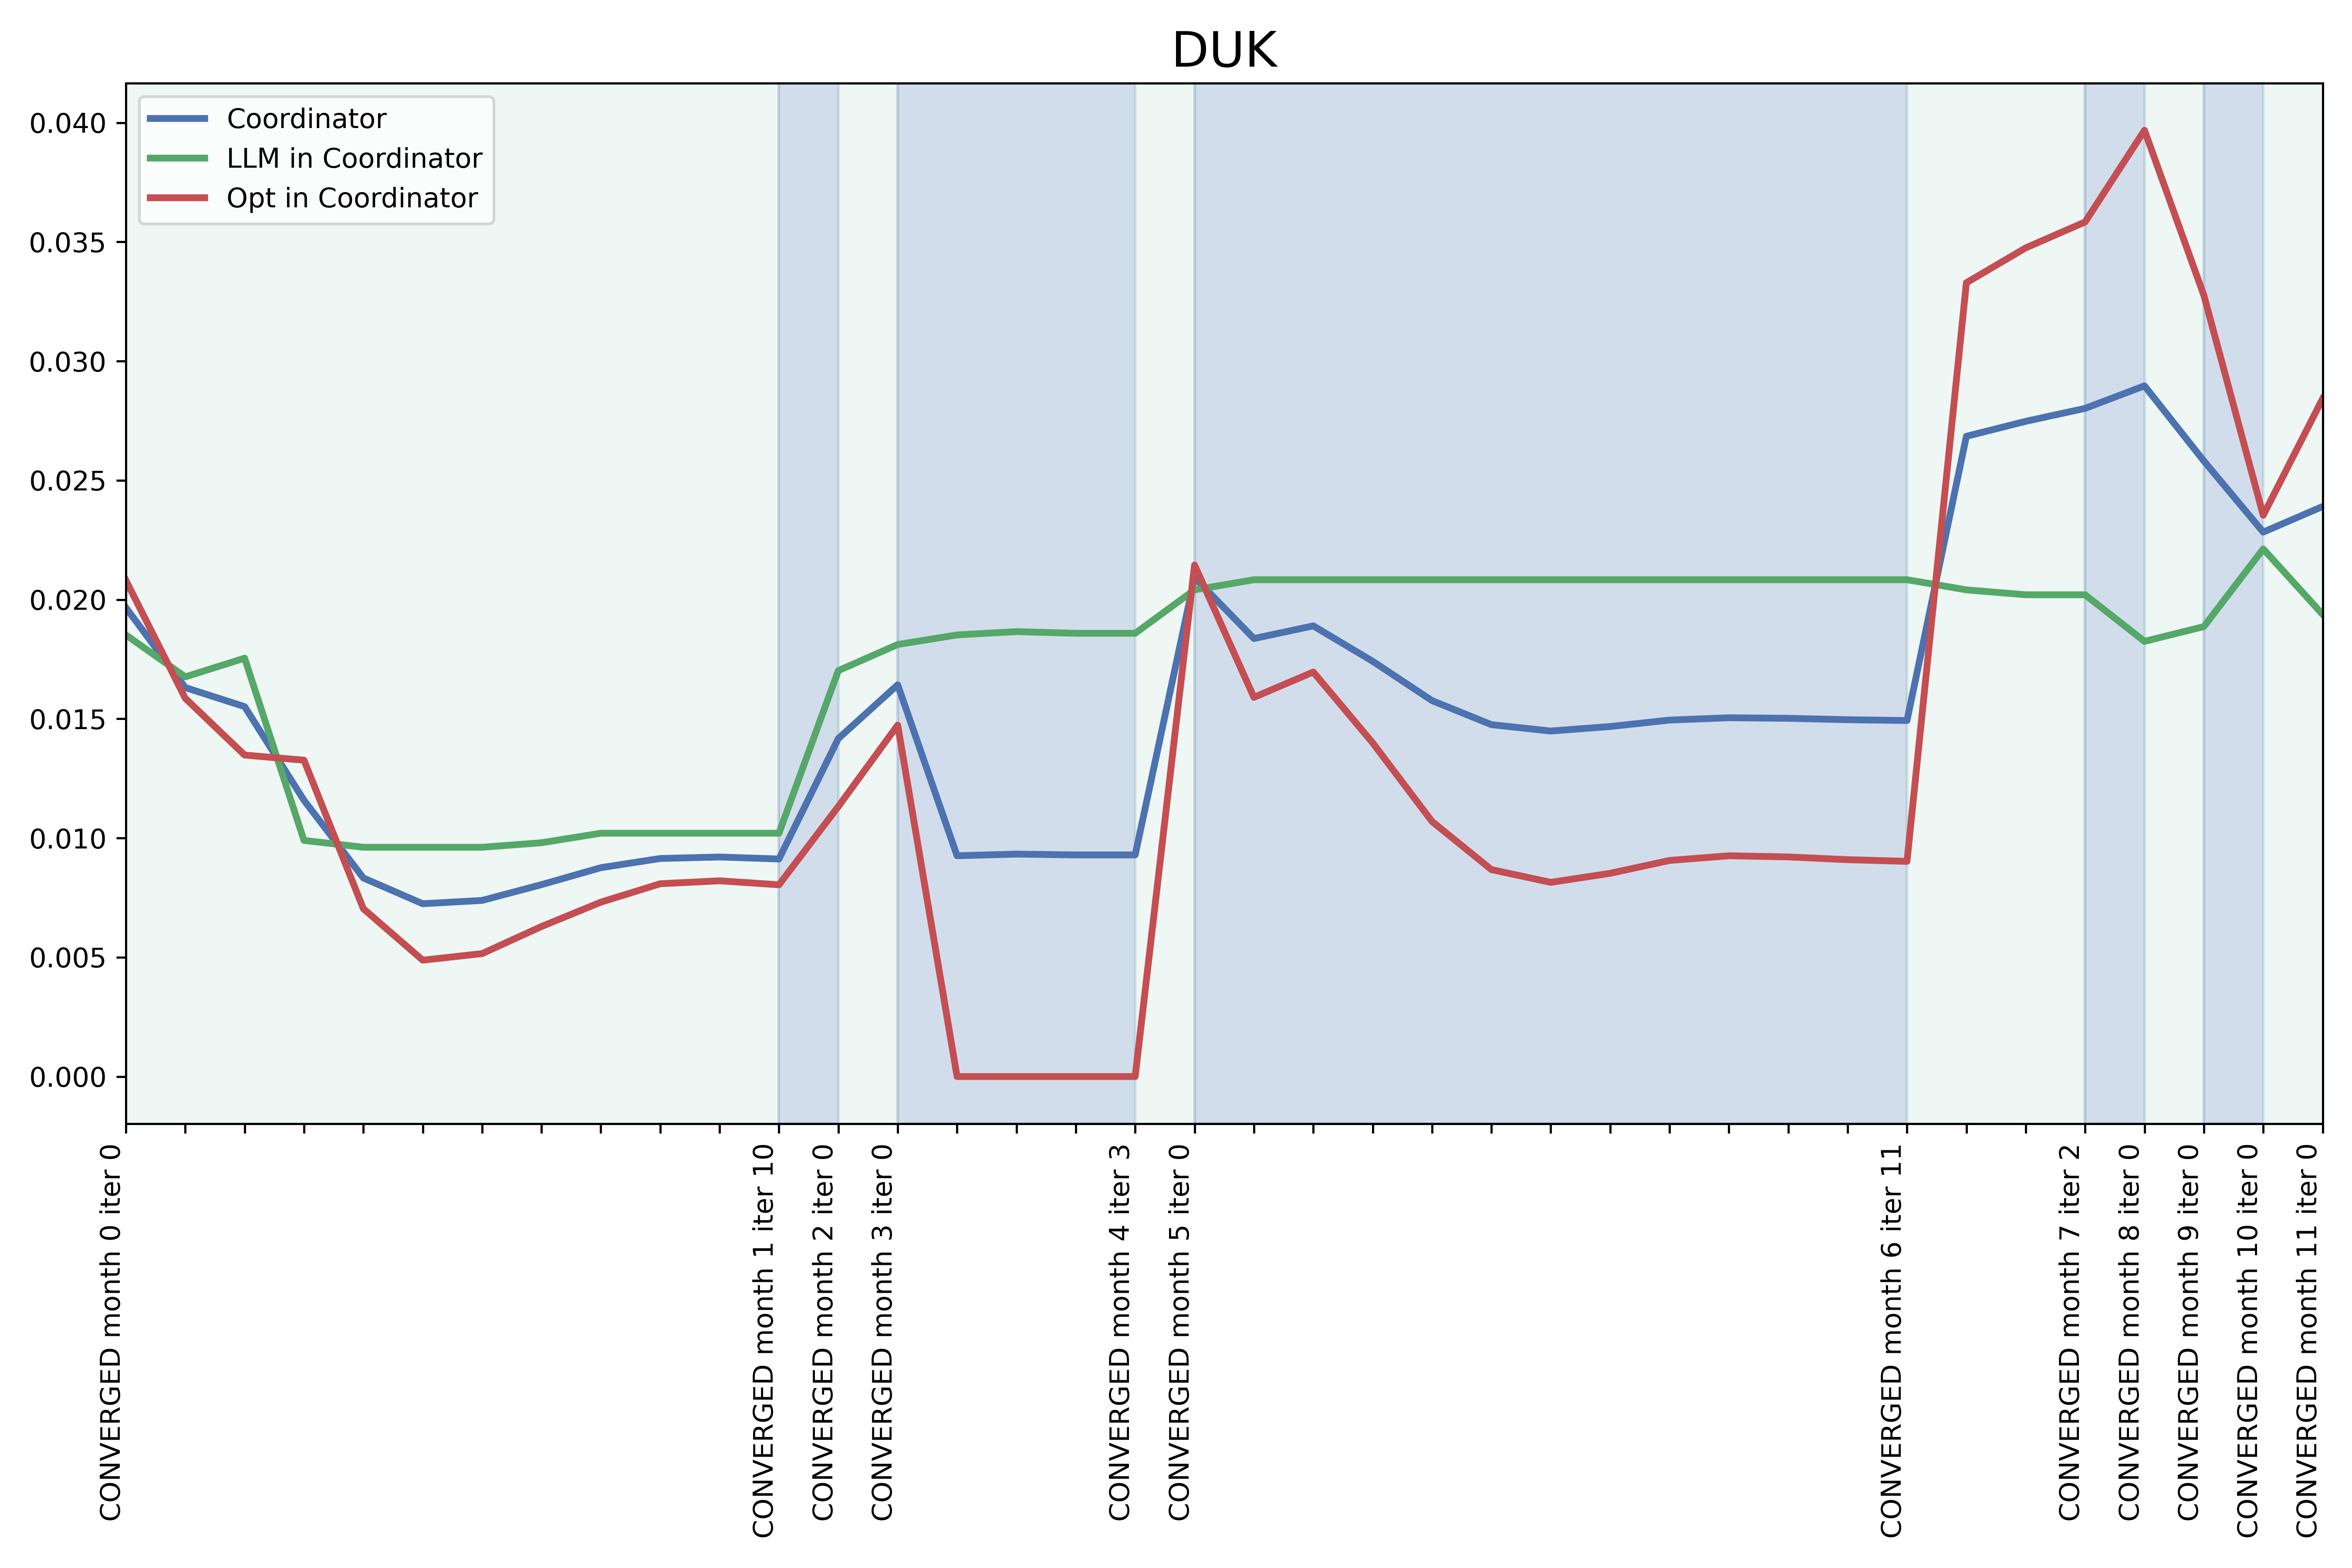 DUK
Coordinator
LLM in Coordinator
Opt in Coordinator
0.040
0.035
0.030
0.025
0.020
0.015
0.010
0.005
0.000
CONVERGED month 0 iter 0
CONVERGED month 1 iter 10
CONVERGED month 2 iter 0
CONVERGED month 3 iter 0
CONVERGED month 4 iter 3
CONVERGED month 5 iter 0
CONVERGED month 6 iter 11
CONVERGED month 7 iter 2
CONVERGED month 8 iter 0
CONVERGED month 9 iter 0
CONVERGED month 10 iter 0
CONVERGED month 11 iter 0